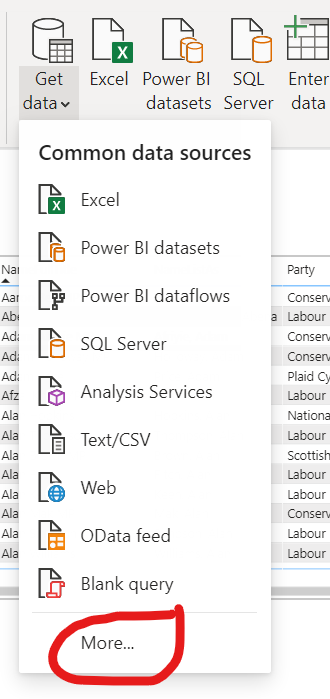 Get data
Excel
Power BI datasets
SQL Server
Enter data
Common data sources
Excel
Power BI datasets
Power BI dataflows
SQL Server
Analysis Services
Text/CSV
Web
OData feed
Blank query
More...
Party
Conserv
Labour
Conserv
Conserv
Plaid Cy
Labour
Nationa
Labour
Scottish
Labour
Labour
Conserv
Labour
Labour